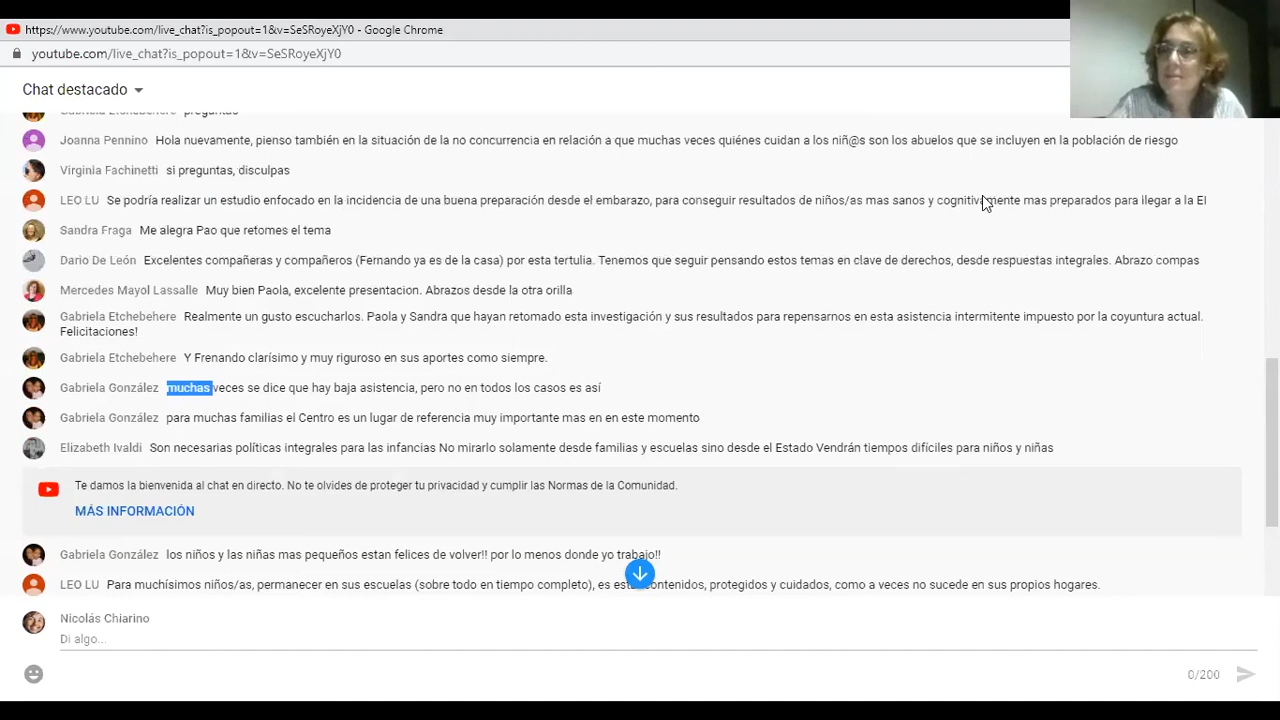 https://www.youtube.com/live_chat?is_popout=1&v=SeSRoyeXjY0 - Google Chrome
youtube.com/live_chat?is_popout=1&v=SeSRoyeXjY0
Chat destacado
Gabriela Etchebehere preguntas
Joanna Pennino Hola nuevamente, pienso también en la situación de la no concurrencia en relación a que muchas veces quiénes cuidan a los niñ@s son los abuelos que se incluyen en la población de riesgo
Virginia Fachinetti si preguntas, disculpas
LEO LU Se podría realizar un estudio enfocado en la incidencia de una buena preparación desde el embarazo, para conseguir resultados de niños/as mas sanos y cognitivamente mas preparados para llegar a la EI
Sandra Fraga Me alegra Pao que retomes el tema
Dario De León Excelentes compañeras y compañeros (Fernando ya es de la casa) por esta tertulia. Tenemos que seguir pensando estos temas en clave de derechos, desde respuestas integrales. Abrazo compas
Mercedes Mayol Lassalle Muy bien Paola, excelente presentacion. Abrazos desde la otra orilla
Gabriela Etchebehere Realmente un gusto escucharlos. Paola y Sandra que hayan retomado esta investigación y sus resultados para repensarnos en esta asistencia intermitente impuesto por la coyuntura actual.
Felicitaciones!
Gabriela Etchebehere Y Frenando clarísimo y muy riguroso en sus aportes como siempre.
Gabriela González muchas veces se dice que hay baja asistencia, pero no en todos los casos es así
Gabriela González para muchas familias el Centro es un lugar de referencia muy importante mas en en este momento
Elizabeth Ivaldi Son necesarias políticas integrales para las infancias No mirarlo solamente desde familias y escuelas sino desde el Estado Vendrán tiempos difíciles para niños y niñas
Te damos la bienvenida al chat en directo. No te olvides de proteger tu privacidad y cumplir las Normas de la Comunidad.
MÁS INFORMACIÓN
Gabriela González los niños y las niñas mas pequeños estan felices de volver!! por lo menos donde yo trabajo!!
LEO LU Para muchísimos niños/as, permanecer en sus escuelas (sobre todo en tiempo completo), es estar contenidos, protegidos y cuidados, como a veces no sucede en sus propios hogares.
Nicolás Chiarino
Di algo...
0/200